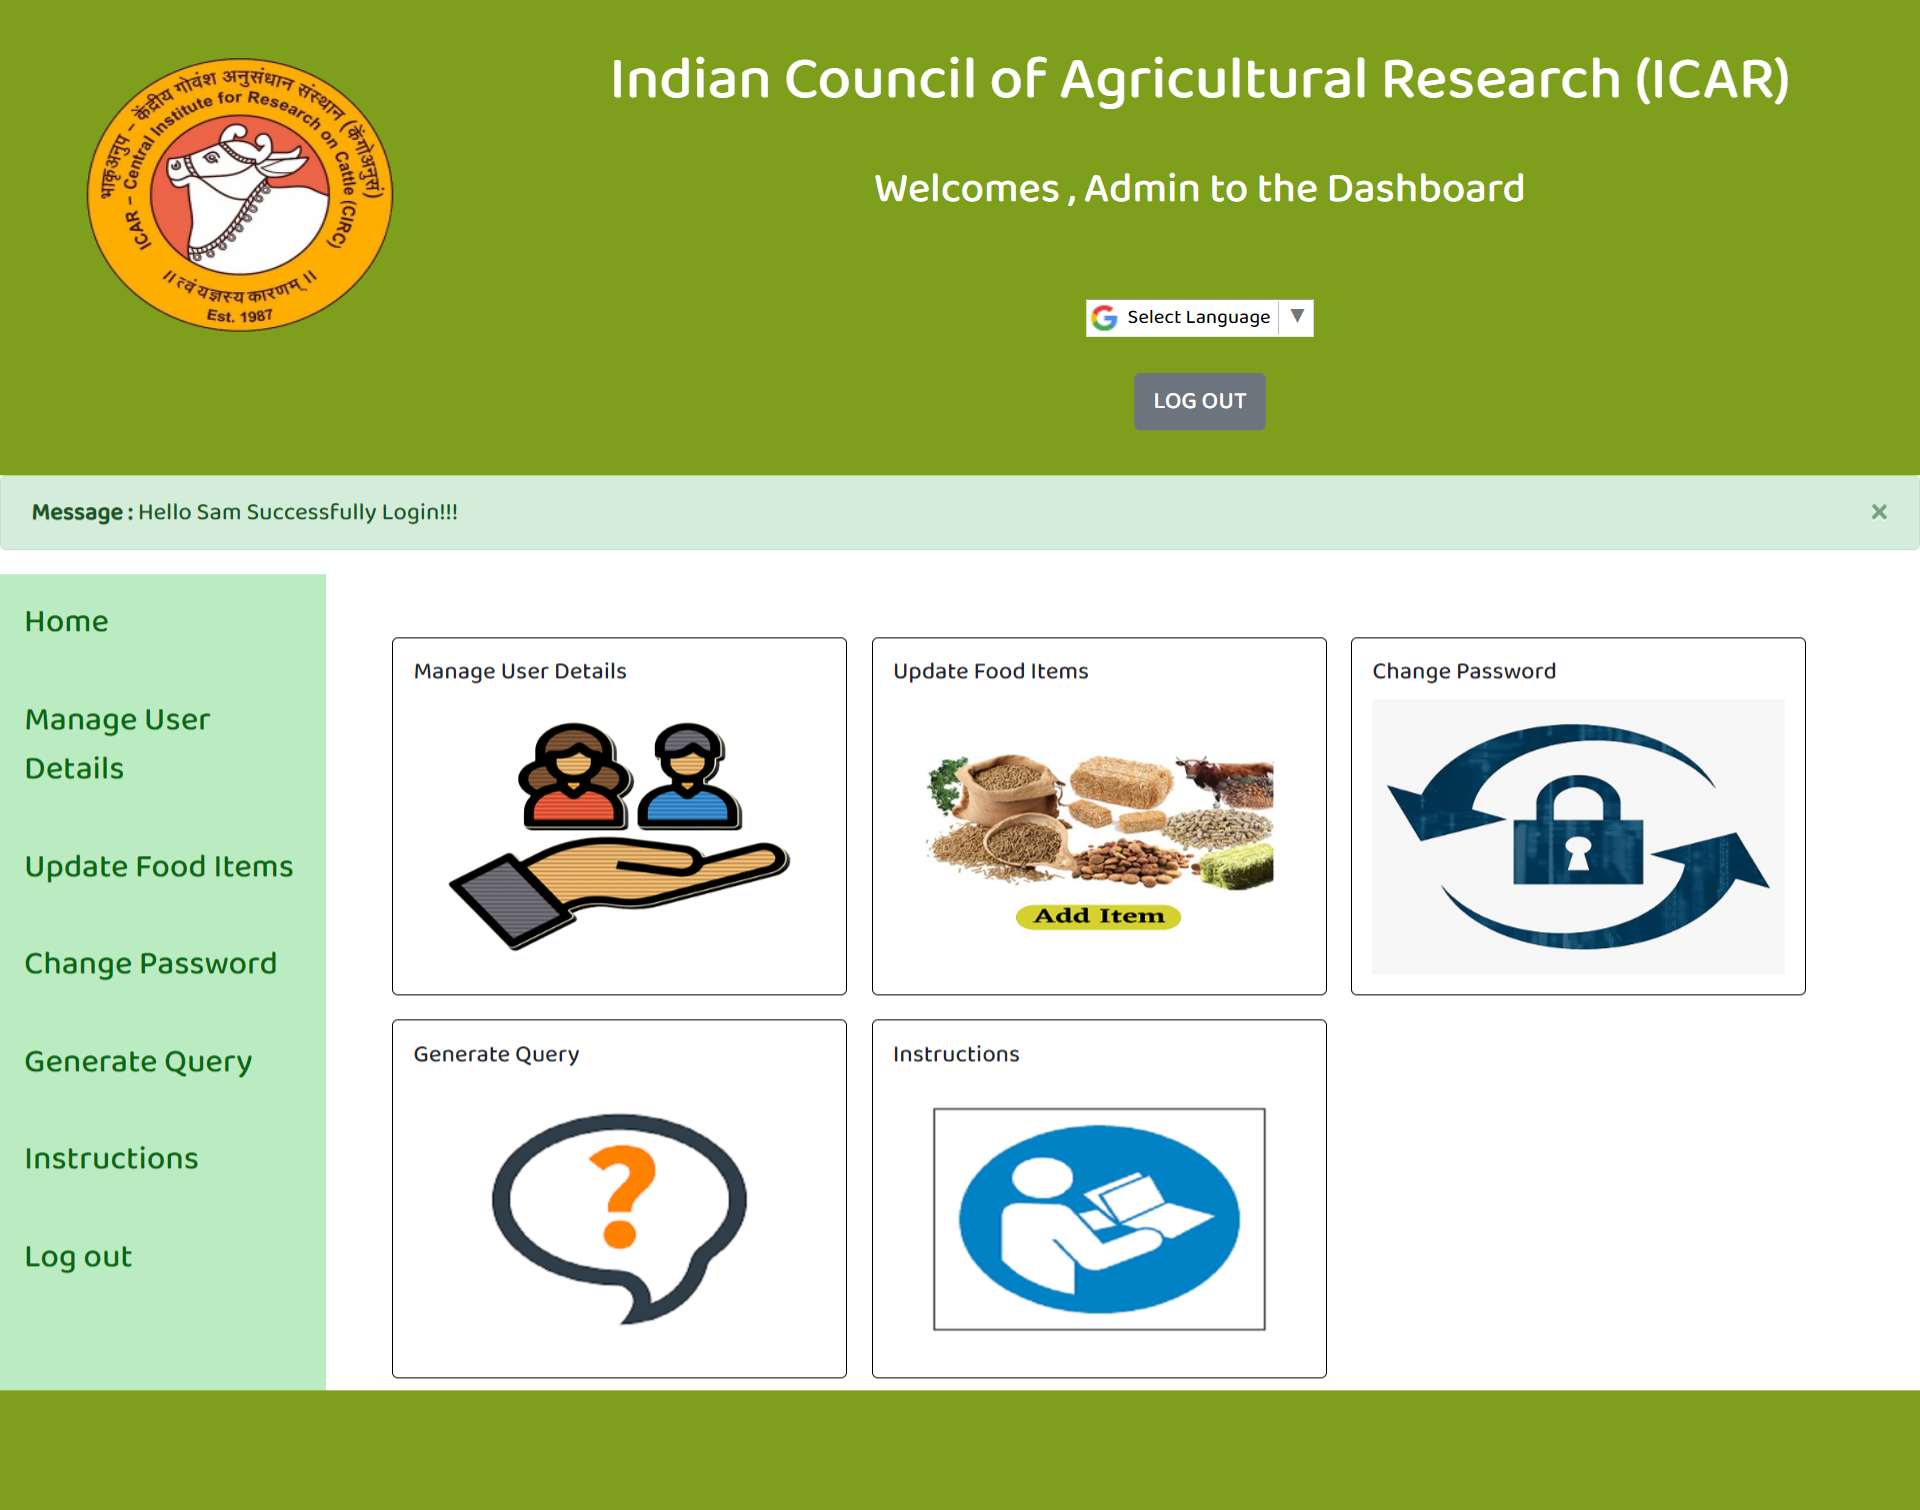 भाकृअनुप - केंद्रीय गोवंश अनुसंधान संस्थान (केंगोअनुसं)
ICAR - Central Institute for Research on Cattle (CIRC)
॥ त्वं यज्ञस्य कारणम् ॥
Est. 1987
Indian Council of Agricultural Research (ICAR)
Welcomes , Admin to the Dashboard
Select Language ▼
LOG OUT
Message : Hello Sam Successfully Login!!! ×
Home
Manage User
Details
Update Food Items
Change Password
Generate Query
Instructions
Log out
Manage User Details
Update Food Items
Add Item
Change Password
Generate Query
?
Instructions